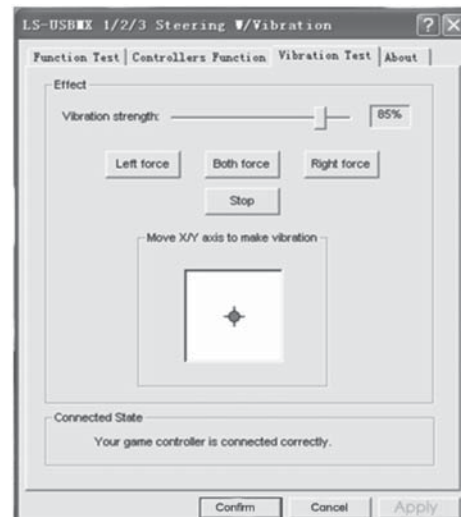 LS-USBMX 1/2/3 Steering W/Vibration
Function Test Controllers Function Vibration Test About
Effect
Vibration strength: 85%
Left force Both force Right force
Stop
Move X/Y axis to make vibration
Connected State
Your game controller is connected correctly.
Confirm Cancel Apply